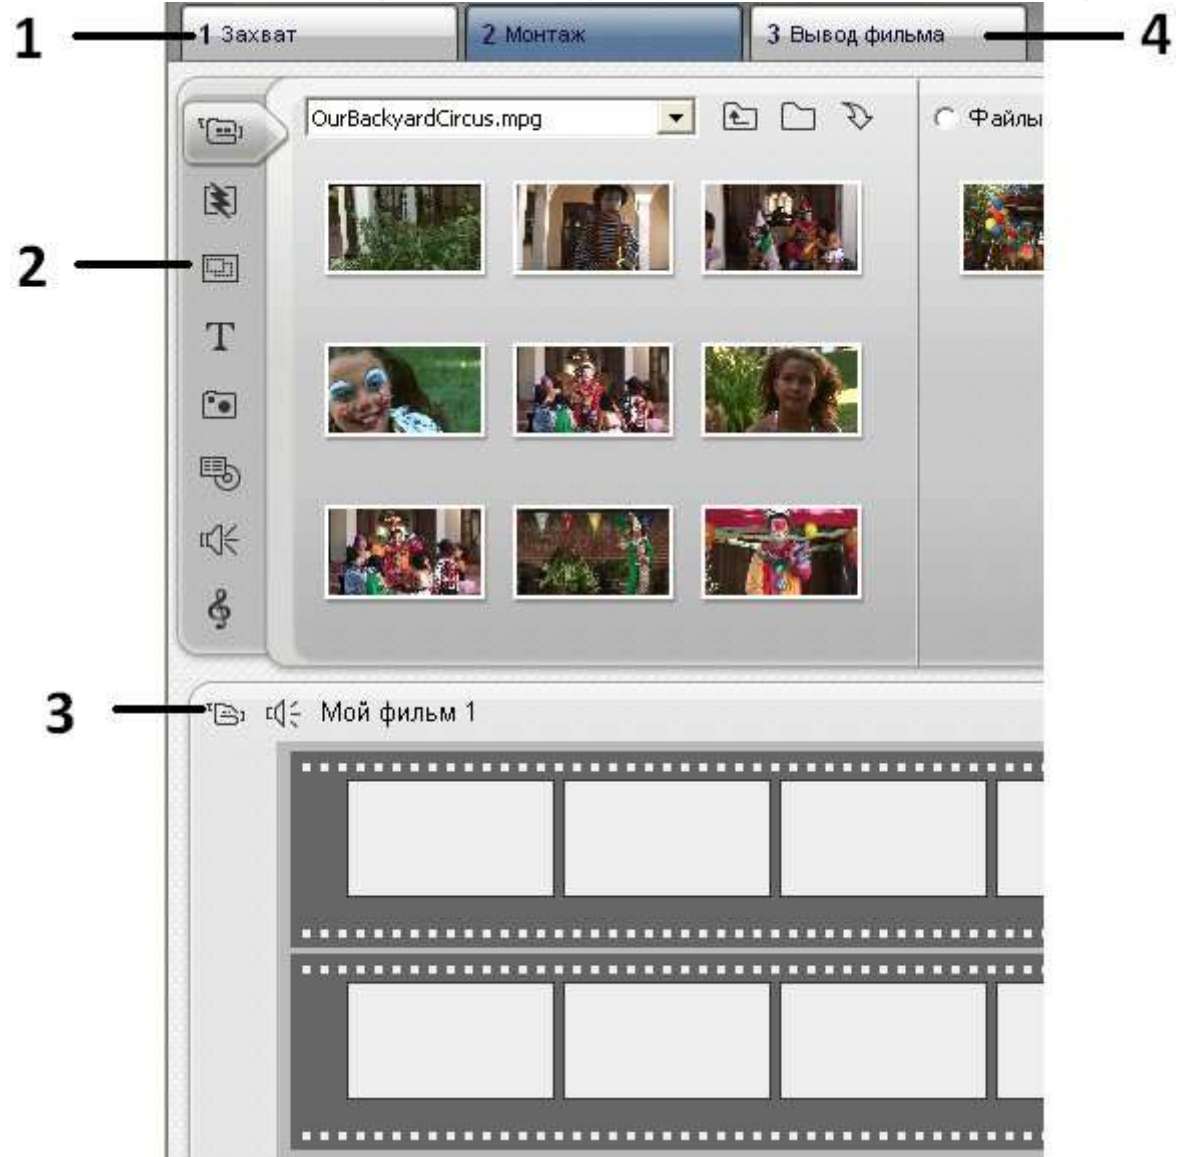 1 1 Захват 2 Монтаж 3 Вывод фильма 4
OurBackyardCircus.mpg Файлы
2
T
3 Мой фильм 1